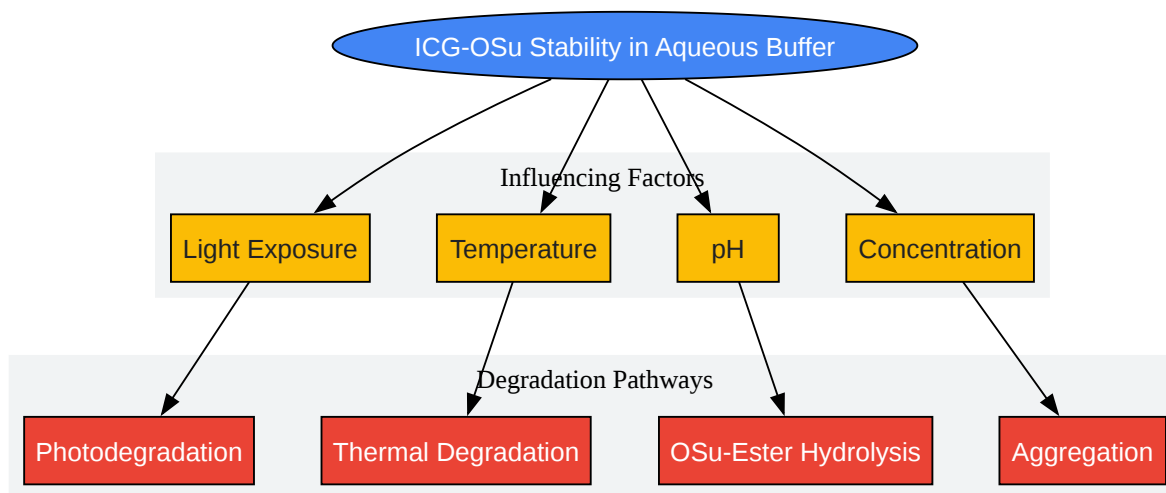 ICG-OSu Stability in Aqueous Buffer
Influencing Factors
Light Exposure
Temperature
pH
Concentration
Degradation Pathways
Photodegradation
Thermal Degradation
OSu-Ester Hydrolysis
Aggregation